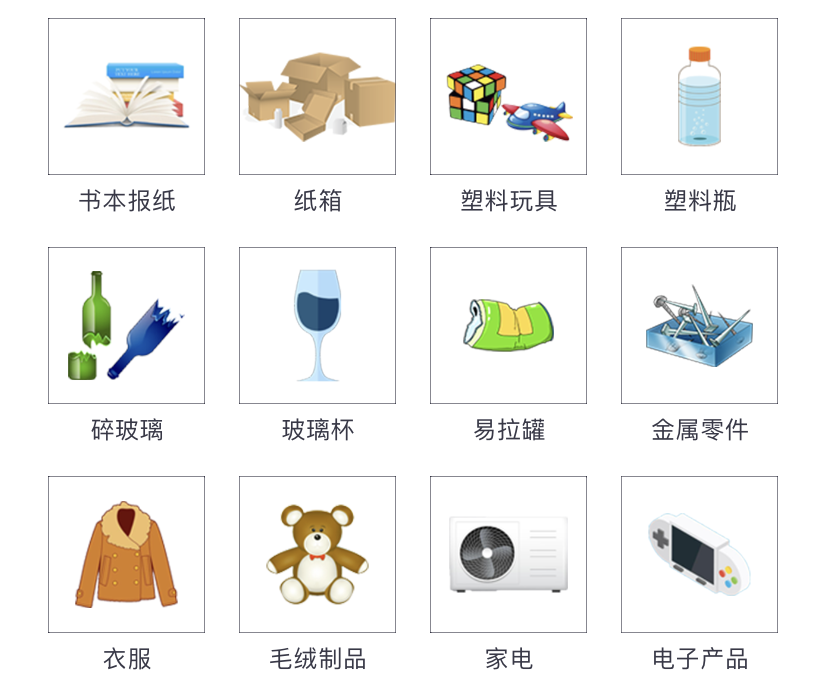 书本报纸
纸箱
塑料玩具
塑料瓶
碎玻璃
玻璃杯
易拉罐
金属零件
衣服
毛绒制品
家电
电子产品